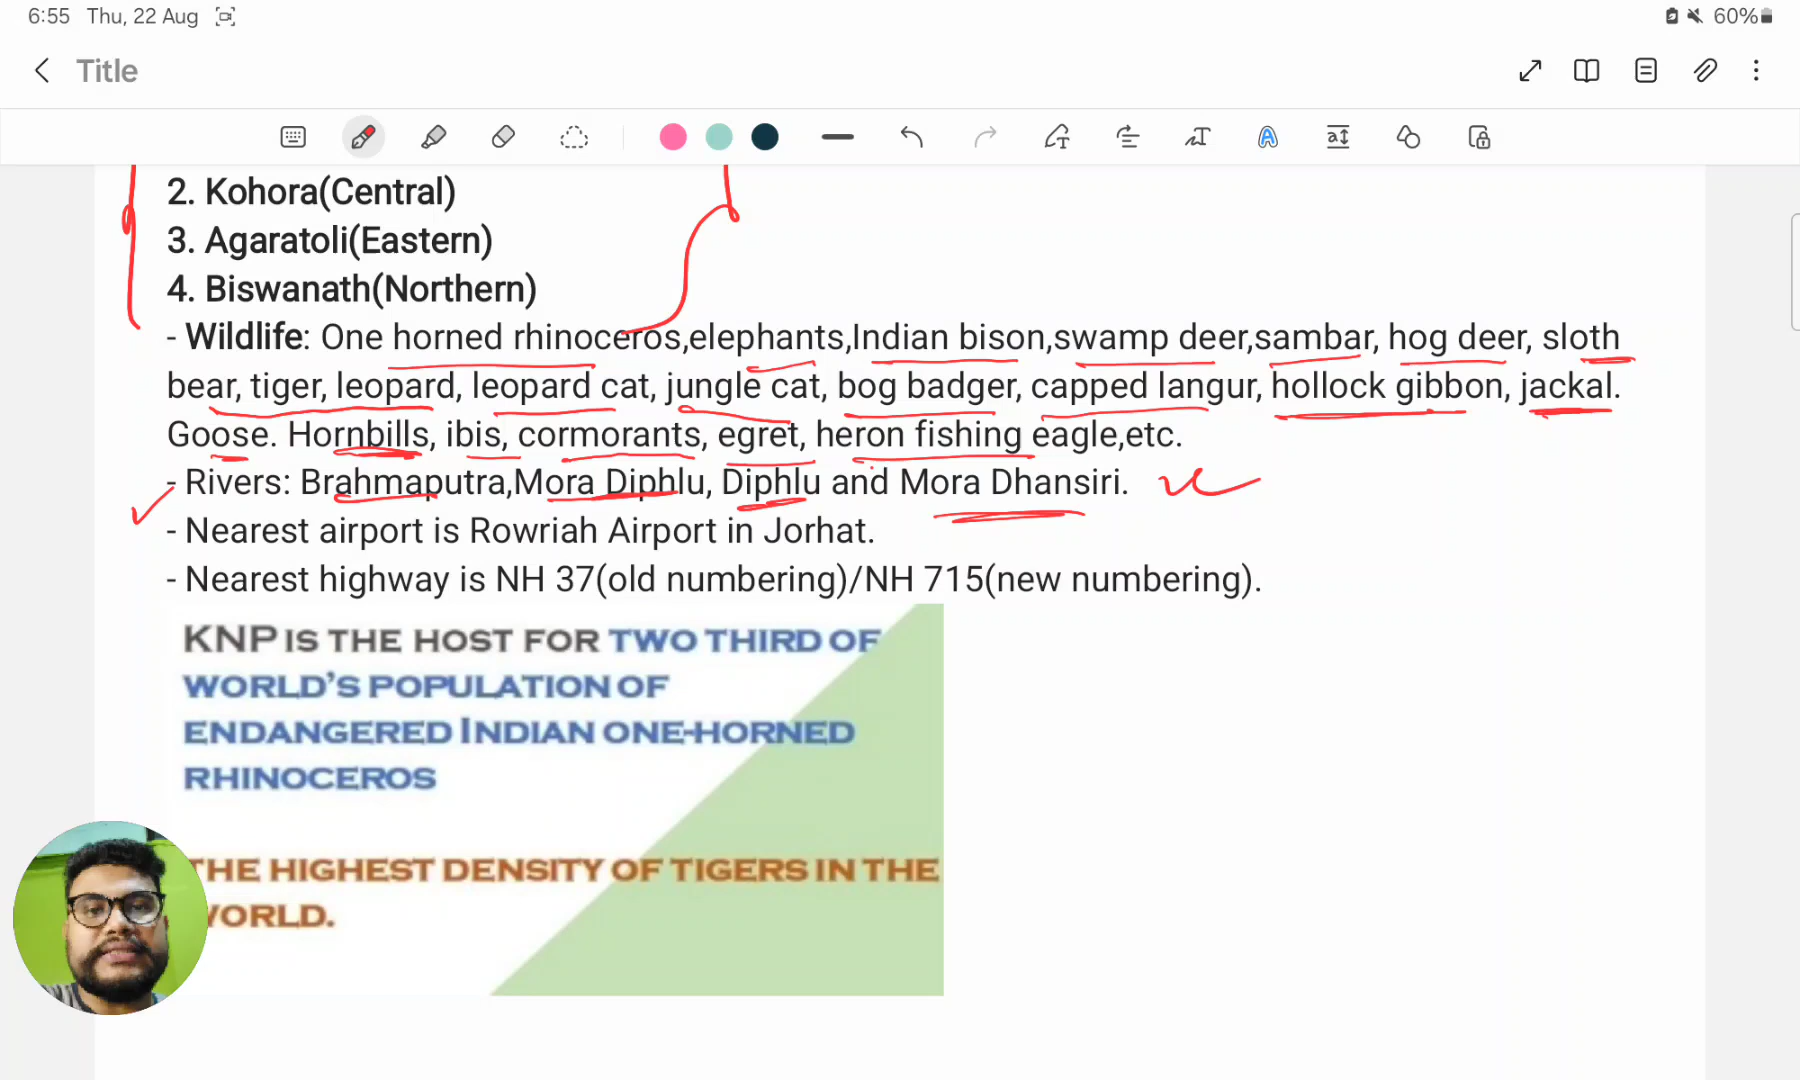 6:55 Thu, 22 Aug
60%
Title
2. Kohora(Central)
3. Agaratoli(Eastern)
4. Biswanath(Northern)
- Wildlife: One horned rhinoceros,elephants,Indian bison,swamp deer,sambar, hog deer, sloth
bear, tiger, leopard, leopard cat, jungle cat, bog badger, capped langur, hollock gibbon, jackal.
Goose. Hornbills, ibis, cormorants, egret, heron fishing eagle,etc.
- Rivers: Brahmaputra,Mora Diphlu, Diphlu and Mora Dhansiri.
- Nearest airport is Rowriah Airport in Jorhat.
- Nearest highway is NH 37(old numbering)/NH 715(new numbering).
KNP IS THE HOST FOR TWO THIRD OF
WORLD'S POPULATION OF
ENDANGERED INDIAN ONE-HORNED
RHINOCEROS
THE HIGHEST DENSITY OF TIGERS IN THE
WORLD.